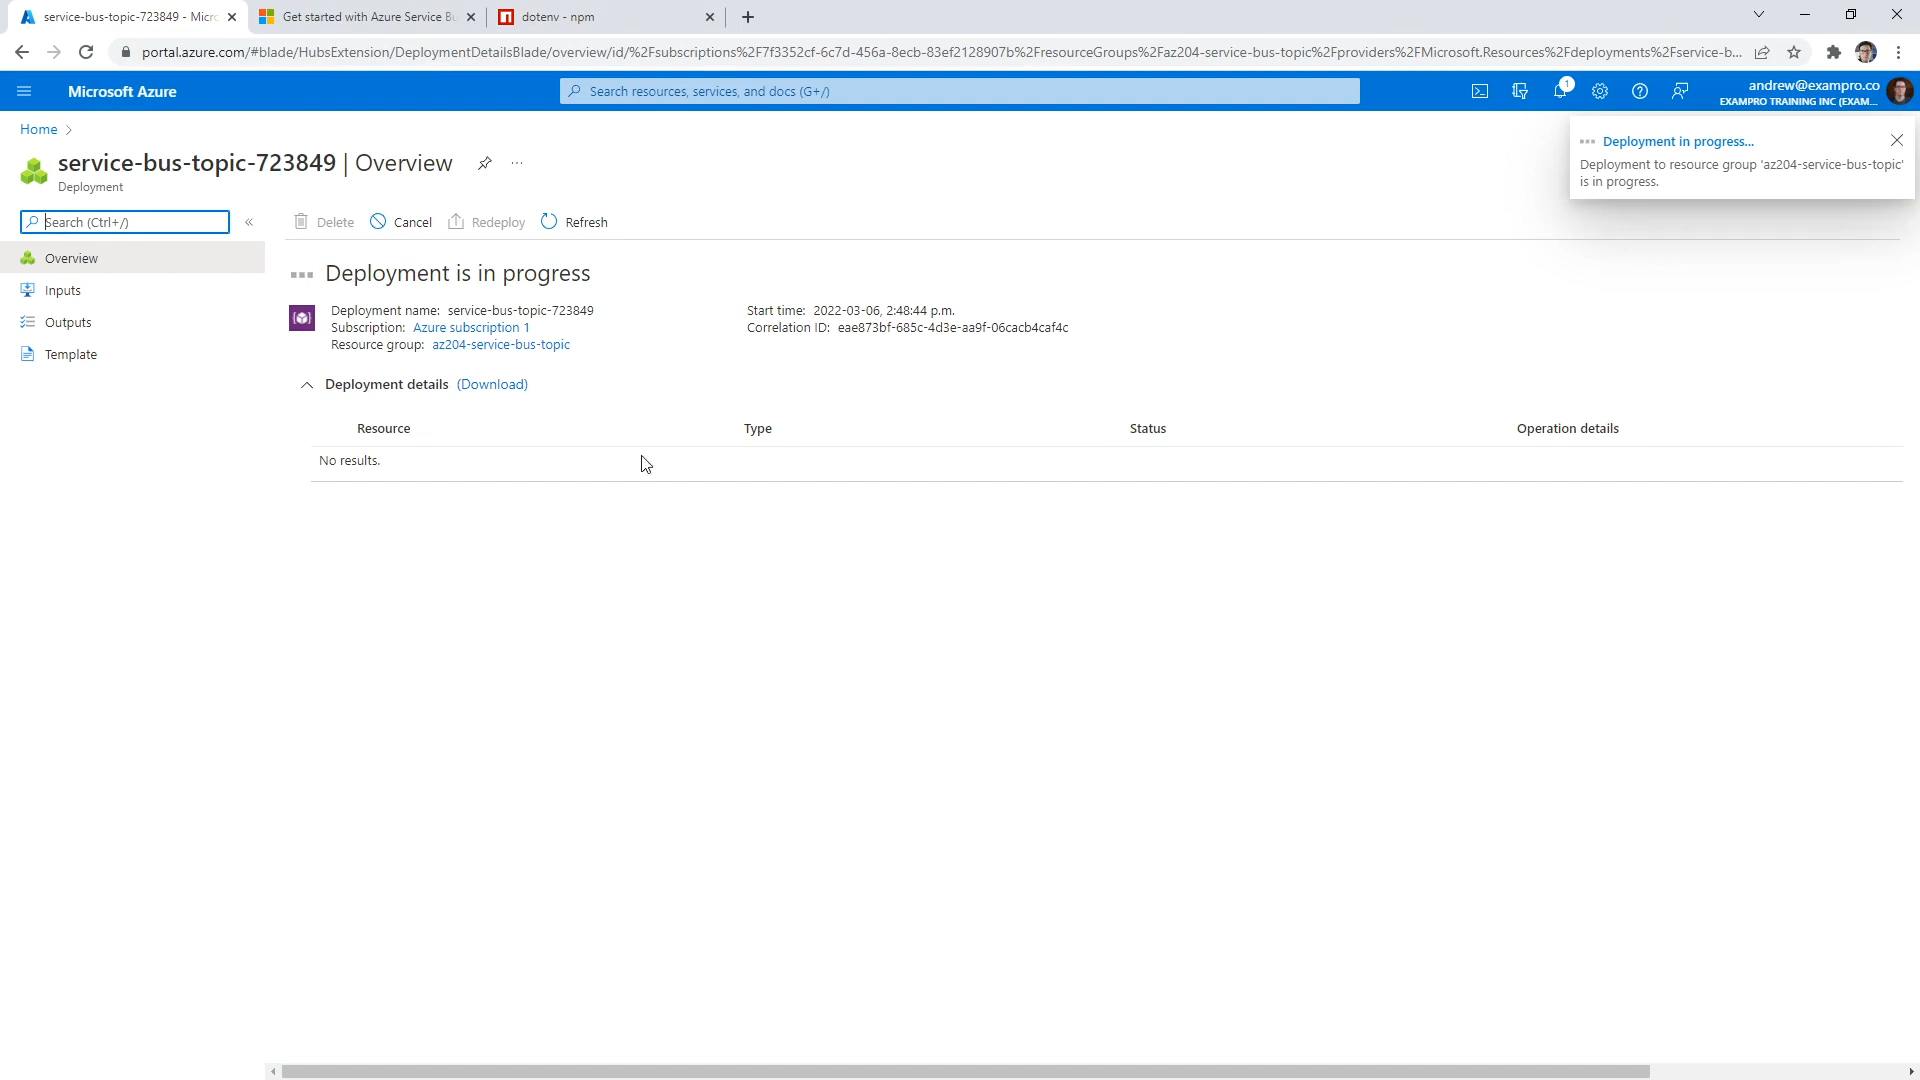 service-bus-topic-723849 - Micr
Get started with Azure Service Bu
dotenv - npm
portal.azure.com/#blade/HubsExtension/DeploymentDetailsBlade/overview/id/%2Fsubscriptions%2F7f3352cf-6c7d-456a-8ecb-83ef2128907b%2FresourceGroups%2Faz204-service-bus-topic%2Fproviders%2FMicrosoft.Resources%2Fdeployments%2Fservice-b...
Microsoft Azure
Search resources, services, and docs (G+/)
1
andrew@exampro.co
EXAMPRO TRAINING INC (EXAM...
Home
Deployment in progress...
Deployment to resource group 'az204-service-bus-topic'
is in progress.
service-bus-topic-723849 | Overview
Deployment
Search (Ctrl+/)
Delete
Cancel
Redeploy
Refresh
Overview
Inputs
Outputs
Template
Deployment is in progress
Deployment name: service-bus-topic-723849
Subscription: Azure subscription 1
Resource group: az204-service-bus-topic
Start time: 2022-03-06, 2:48:44 p.m.
Correlation ID: eae873bf-685c-4d3e-aa9f-06cacb4caf4c
Deployment details (Download)
Resource
Type
Status
Operation details
No results.